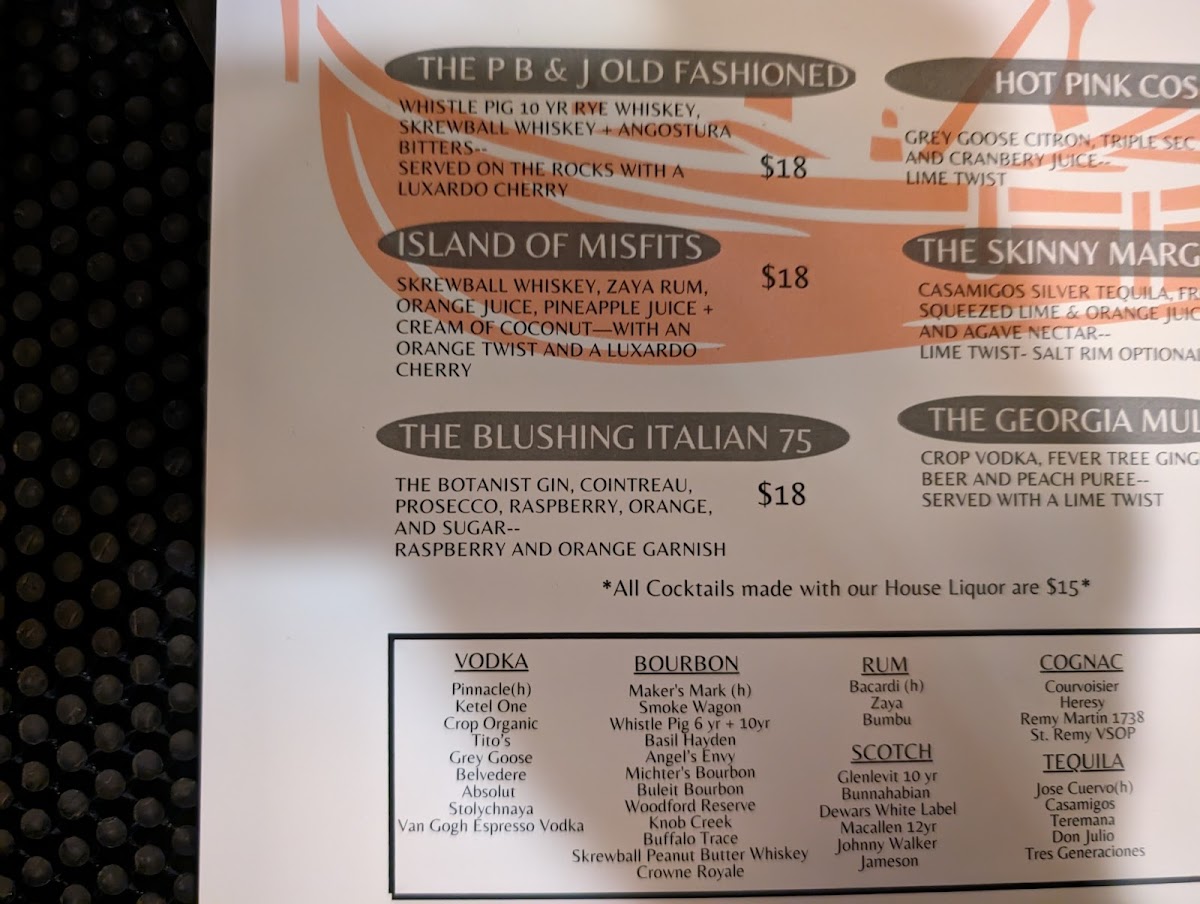 THE P B & J OLD FASHIONED
WHISTLE PIG 10 YR RYE WHISKEY,
SKREWBALL WHISKEY + ANGOSTURA
BITTERS--
SERVED ON THE ROCKS WITH A
LUXARDO CHERRY
$18
ISLAND OF MISFITS
$18
SKREWBALL WHISKEY, ZAYA RUM,
ORANGE JUICE, PINEAPPLE JUICE +
CREAM OF COCONUT—WITH AN
ORANGE TWIST AND A LUXARDO
CHERRY
THE BLUSHING ITALIAN 75
THE BOTANIST GIN, COINTREAU,
PROSECCO, RASPBERRY, ORANGE,
AND SUGAR--
RASPBERRY AND ORANGE GARNISH
$18
HOT PINK COS
GREY GOOSE CITRON, TRIPLE SEC
AND CRANBERY JUICE--
LIME TWIST
THE SKINNY MARG
CASAMIGOS SILVER TEQUILA, FR
SQUEEZED LIME & ORANGE JUIC
AND AGAVE NECTAR--
LIME TWIST- SALT RIM OPTIONAL
THE GEORGIA MUL
CROP VODKA, FEVER TREE GING
BEER AND PEACH PUREE--
SERVED WITH A LIME TWIST
*All Cocktails made with our House Liquor are $15*
VODKA
Pinnacle(h)
Ketel One
Crop Organic
Tito's
Grey Goose
Belvedere
Absolut
Stolychnaya
Van Gogh Espresso Vodka
BOURBON
Maker's Mark (h)
Smoke Wagon
Whistle Pig 6 yr + 10yr
Basil Hayden
Angel's Envy
Michter's Bourbon
Buleit Bourbon
Woodford Reserve
Knob Creek
Buffalo Trace
Skrewball Peanut Butter Whiskey
Crowne Royale
RUM
Bacardi (h)
Zaya
Bumbu
SCOTCH
Glenlevit 10 yr
Bunnahabian
Dewars White Label
Macallen 12yr
Johnny Walker
Jameson
COGNAC
Courvoisier
Heresy
Remy Martin 1738
St. Remy VSOP
TEQUILA
Jose Cuervo(h)
Casamigos
Teremana
Don Julio
Tres Generaciones